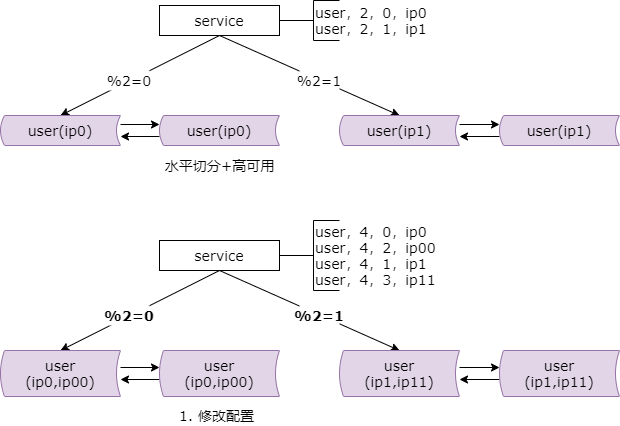 service
user, 2, 0, ip0
user, 2, 1, ip1
%2=0
%2=1
user(ip0)
user(ip0)
user(ip1)
user(ip1)
水平切分+高可用
service
user, 4, 0, ip0
user, 4, 2, ip00
user, 4, 1, ip1
user, 4, 3, ip11
%2=0
%2=1
user
(ip0,ip00)
user
(ip0,ip00)
user
(ip1,ip11)
user
(ip1,ip11)
1. 修改配置